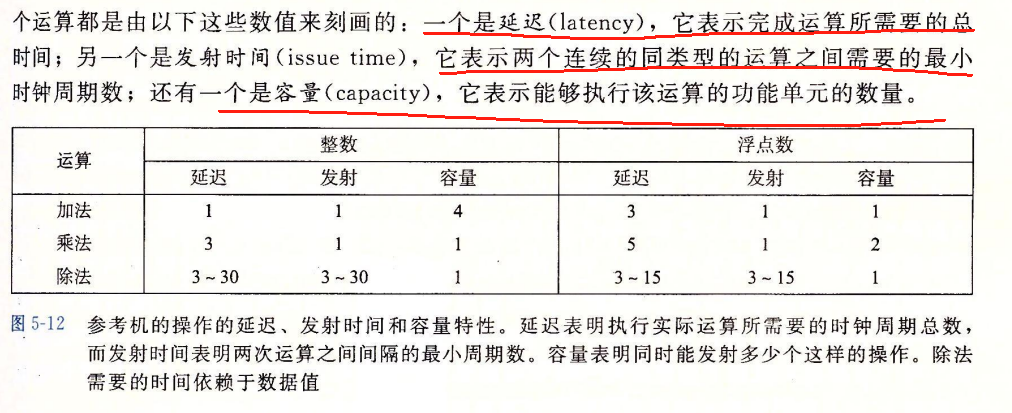 个运算都是由以下这些数值来刻画的：一个是延迟(latency)，它表示完成运算所需要的总
时间；另一个是发射时间(issue time)，它表示两个连续的同类型的运算之间需要的最小
时钟周期数；还有一个是容量(capacity)，它表示能够执行该运算的功能单元的数量。
运算 整数 浮点数
延迟 发射 容量 延迟 发射 容量
加法 1 1 4 3 1 1
乘法 3 1 1 5 1 2
除法 3~30 3~30 1 3~15 3~15 1
图 5-12 参考机的操作的延迟、发射时间和容量特性。延迟表明执行实际运算所需要的时钟周期总数，
而发射时间表明两次运算之间间隔的最小周期数。容量表明同时能发射多少个这样的操作。除法
需要的时间依赖于数据值